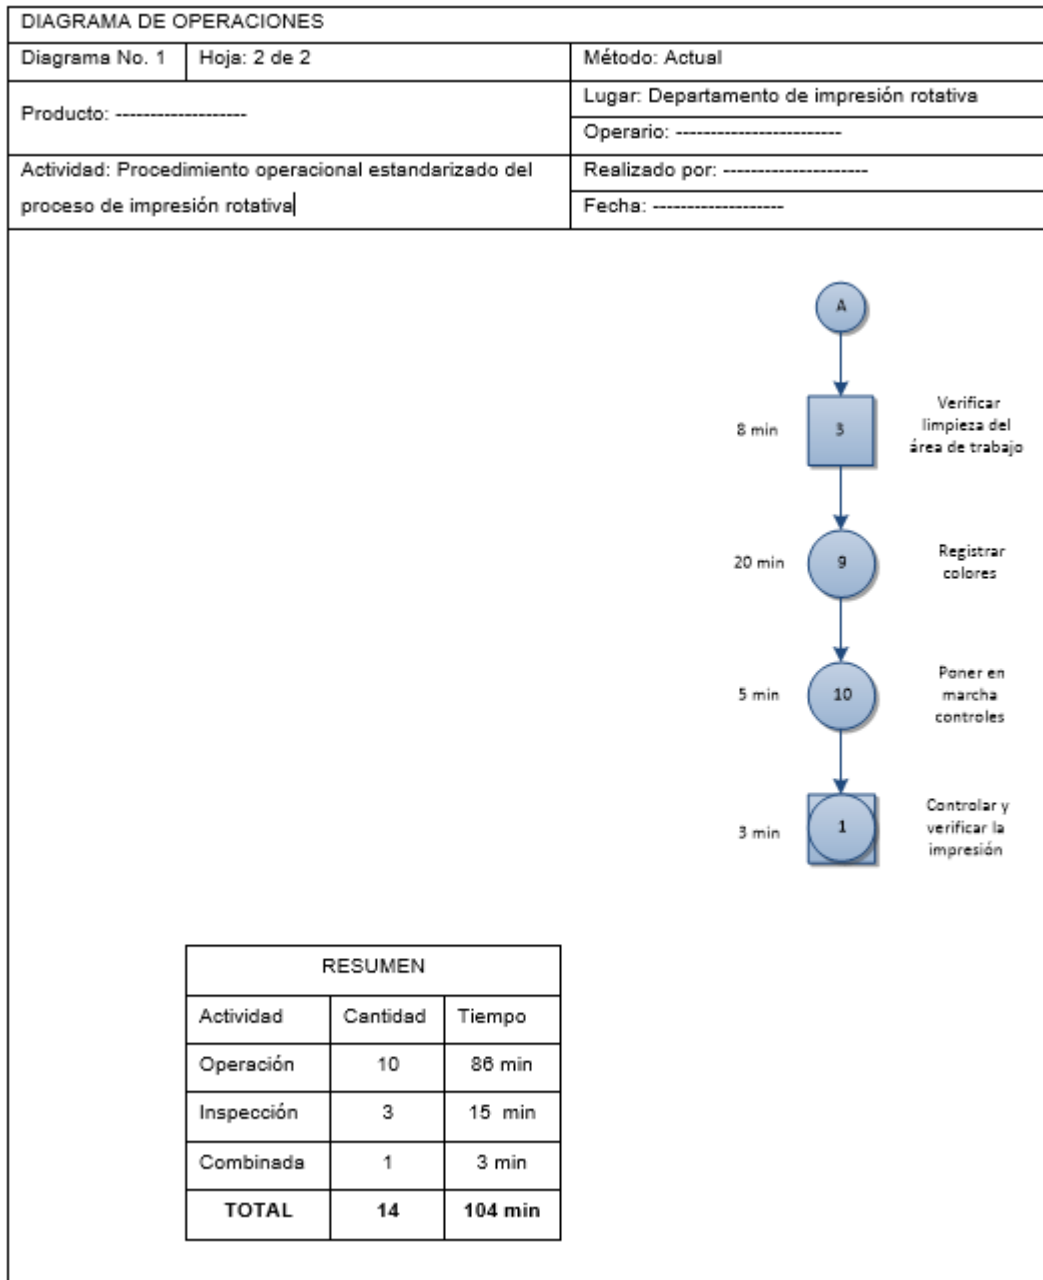 DIAGRAMA DE OPERACIONES
Diagrama No. 1
Hoja: 2 de 2
Método: Actual
Producto: -------------------
Lugar: Departamento de impresión rotativa
Operario: ------------------------
Actividad: Procedimiento operacional estandarizado del
proceso de impresión rotativa
Realizado por: ---------------------
Fecha: -------------------
A
8 min
3
Verificar
limpieza del
área de trabajo
20 min
9
Registrar
colores
5 min
10
Poner en
marcha
controles
3 min
1
Controlar y
verificar la
impresión
RESUMEN
Actividad Cantidad Tiempo
Operación 10 86 min
Inspección 3 15 min
Combinada 1 3 min
TOTAL 14 104 min